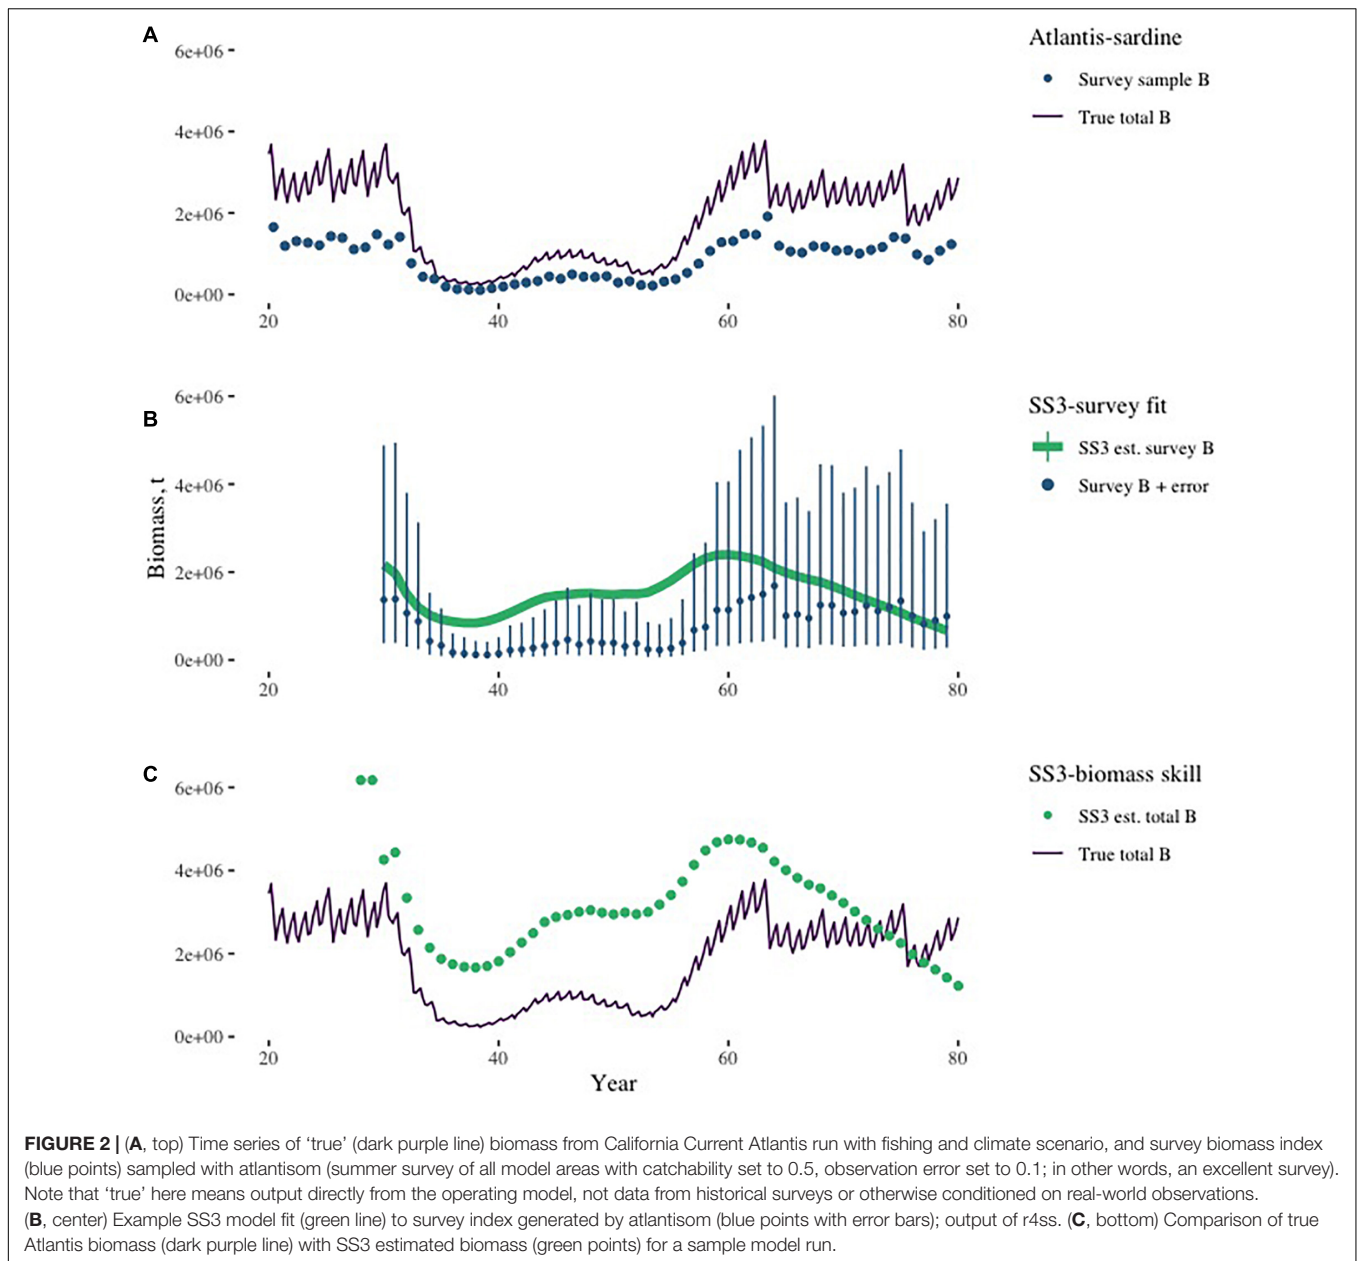 A
6e+06
4e+06
2e+06
0e+00
20 40 60 80
Atlantis-sardine
Survey sample B
True total B
B
Biomass, t
6e+06
4e+06
2e+06
0e+00
20 40 60 80
SS3-survey fit
SS3 est. survey B
Survey B + error
C
6e+06
4e+06
2e+06
0e+00
20 40 60 80
Year
SS3-biomass skill
SS3 est. total B
True total B
FIGURE 2 | (A, top) Time series of ‘true’ (dark purple line) biomass from California Current Atlantis run with fishing and climate scenario, and survey biomass index
(blue points) sampled with atlantisom (summer survey of all model areas with catchability set to 0.5, observation error set to 0.1; in other words, an excellent survey).
Note that ‘true’ here means output directly from the operating model, not data from historical surveys or otherwise conditioned on real-world observations.
(B, center) Example SS3 model fit (green line) to survey index generated by atlantisom (blue points with error bars); output of r4ss. (C, bottom) Comparison of true
Atlantis biomass (dark purple line) with SS3 estimated biomass (green points) for a sample model run.